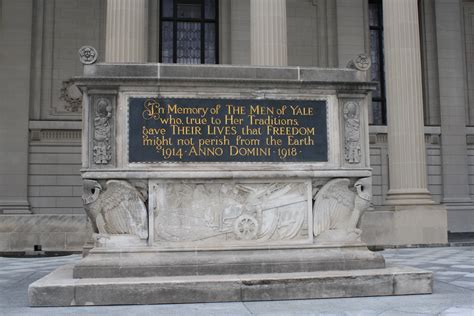 In Memory of THE MEN of YALE
who, true to Her Traditions,
gave THEIR LIVES that FREEDOM
might not perish from the Earth
·1914·ANNO DOMINI·1918·